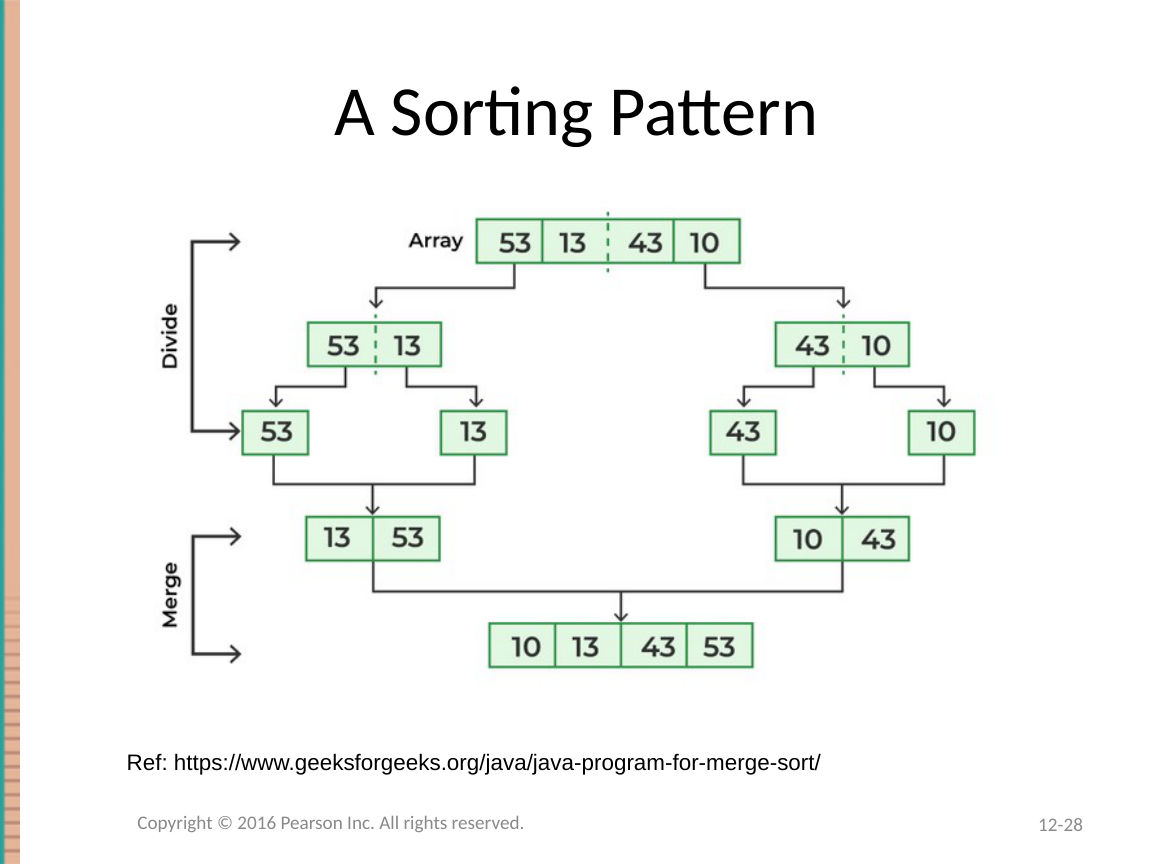 A Sorting Pattern
Array 53 13 43 10
Divide
53 13 43 10
53 13 43 10
13 53 10 43
Merge
10 13 43 53
Ref: https://www.geeksforgeeks.org/java/java-program-for-merge-sort/
Copyright © 2016 Pearson Inc. All rights reserved. 12-28